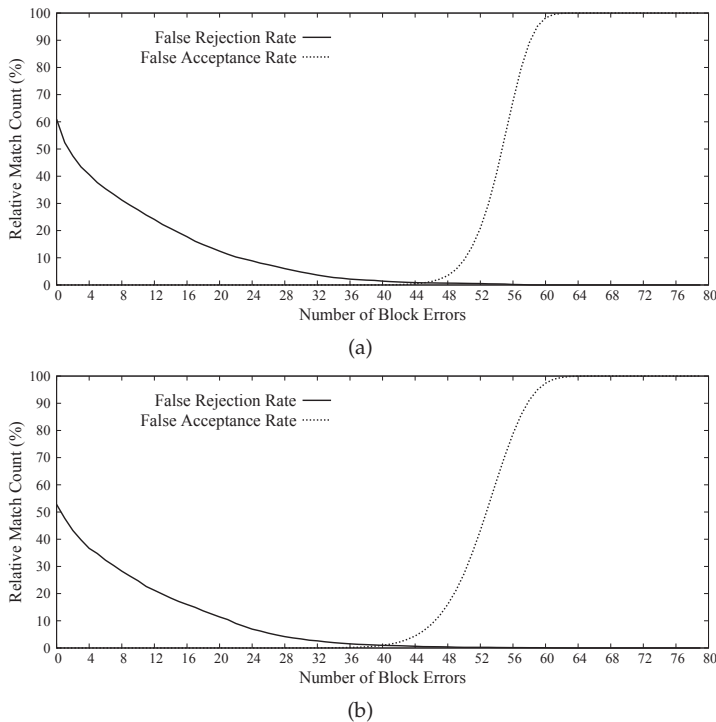 100
90
80
70
60
50
40
30
20
10
0
Relative Match Count (%)
False Rejection Rate
False Acceptance Rate
0 4 8 12 16 20 24 28 32 36 40 44 48 52 56 60 64 68 72 76 80
Number of Block Errors
(a)
100
90
80
70
60
50
40
30
20
10
0
Relative Match Count (%)
False Rejection Rate
False Acceptance Rate
0 4 8 12 16 20 24 28 32 36 40 44 48 52 56 60 64 68 72 76 80
Number of Block Errors
(b)